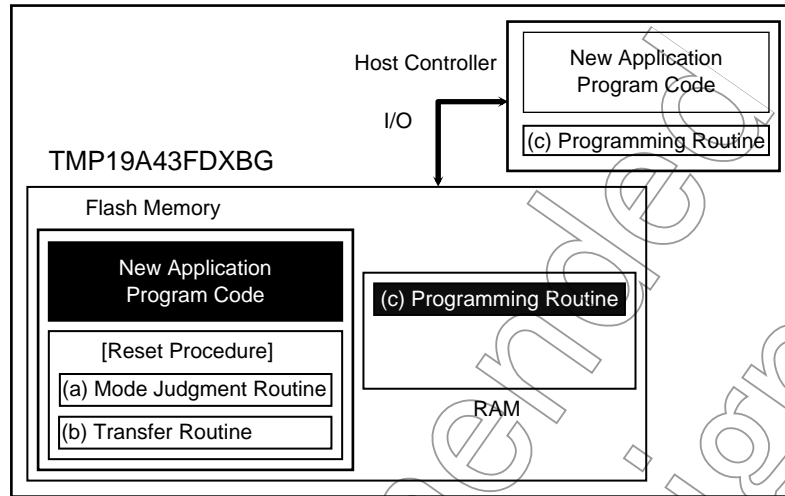 Host Controller
New Application
Program Code
I/O
(c) Programming Routine
TMP19A43FDXBG
Flash Memory
New Application
Program Code
(c) Programming Routine
[Reset Procedure]
(a) Mode Judgment Routine
(b) Transfer Routine
RAM